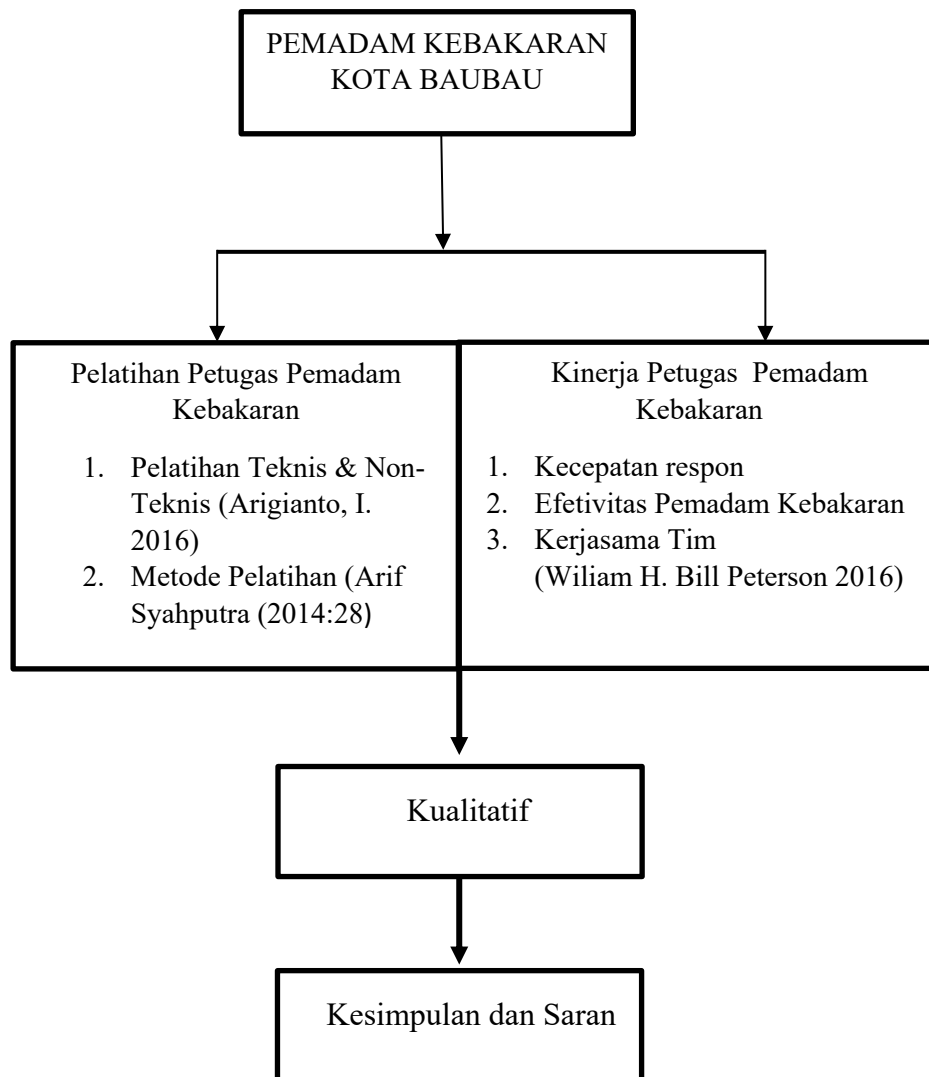 PEMADAM KEBAKARAN
KOTA BAUBAU
Pelatihan Petugas Pemadam
Kebakaran
1. Pelatihan Teknis & Non-
Teknis (Arigianto, I.
2016)
2. Metode Pelatihan (Arif
Syahputra (2014:28)
Kinerja Petugas Pemadam
Kebakaran
1. Kecepatan respon
2. Efetivitas Pemadam Kebakaran
3. Kerjasama Tim
(Wiliam H. Bill Peterson 2016)
Kualitatif
Kesimpulan dan Saran